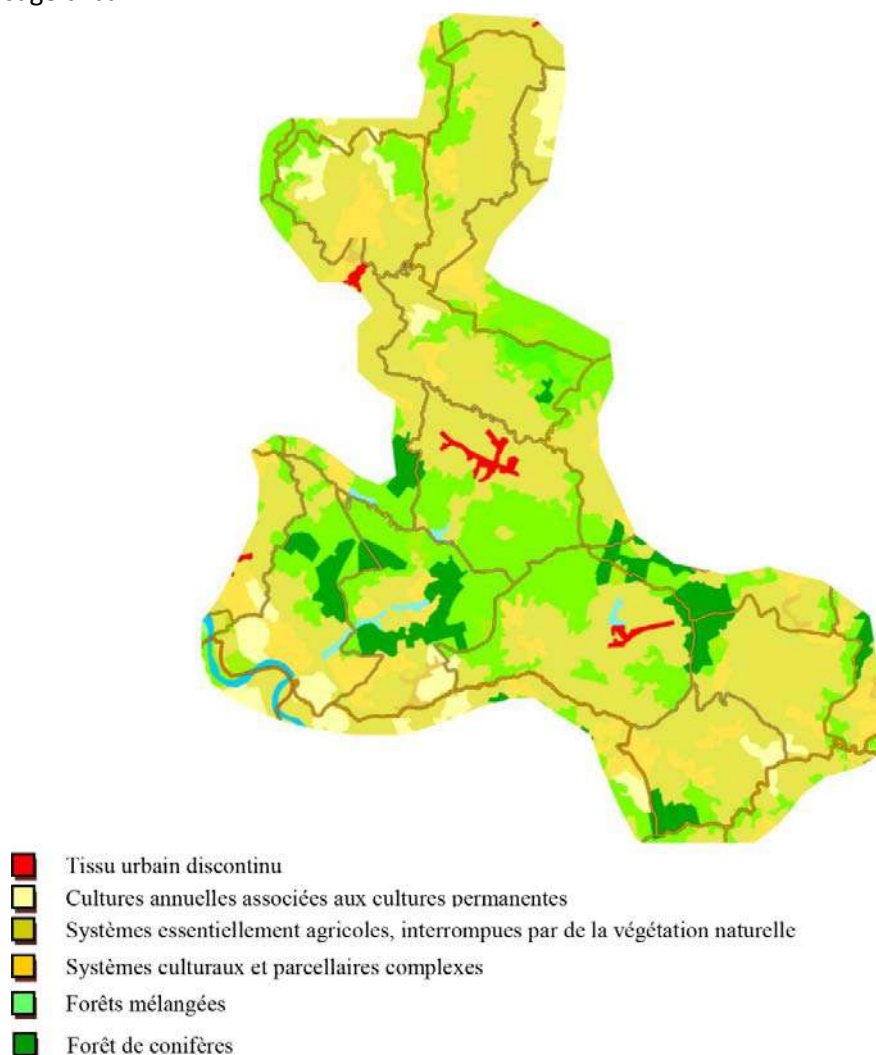 Tissu urbain discontinu
Cultures annuelles associées aux cultures permanentes
Systèmes essentiellement agricoles, interrompues par de la végétation naturelle
Systèmes culturaux et parcellaires complexes
Forêts mélangées
Forêt de conifères